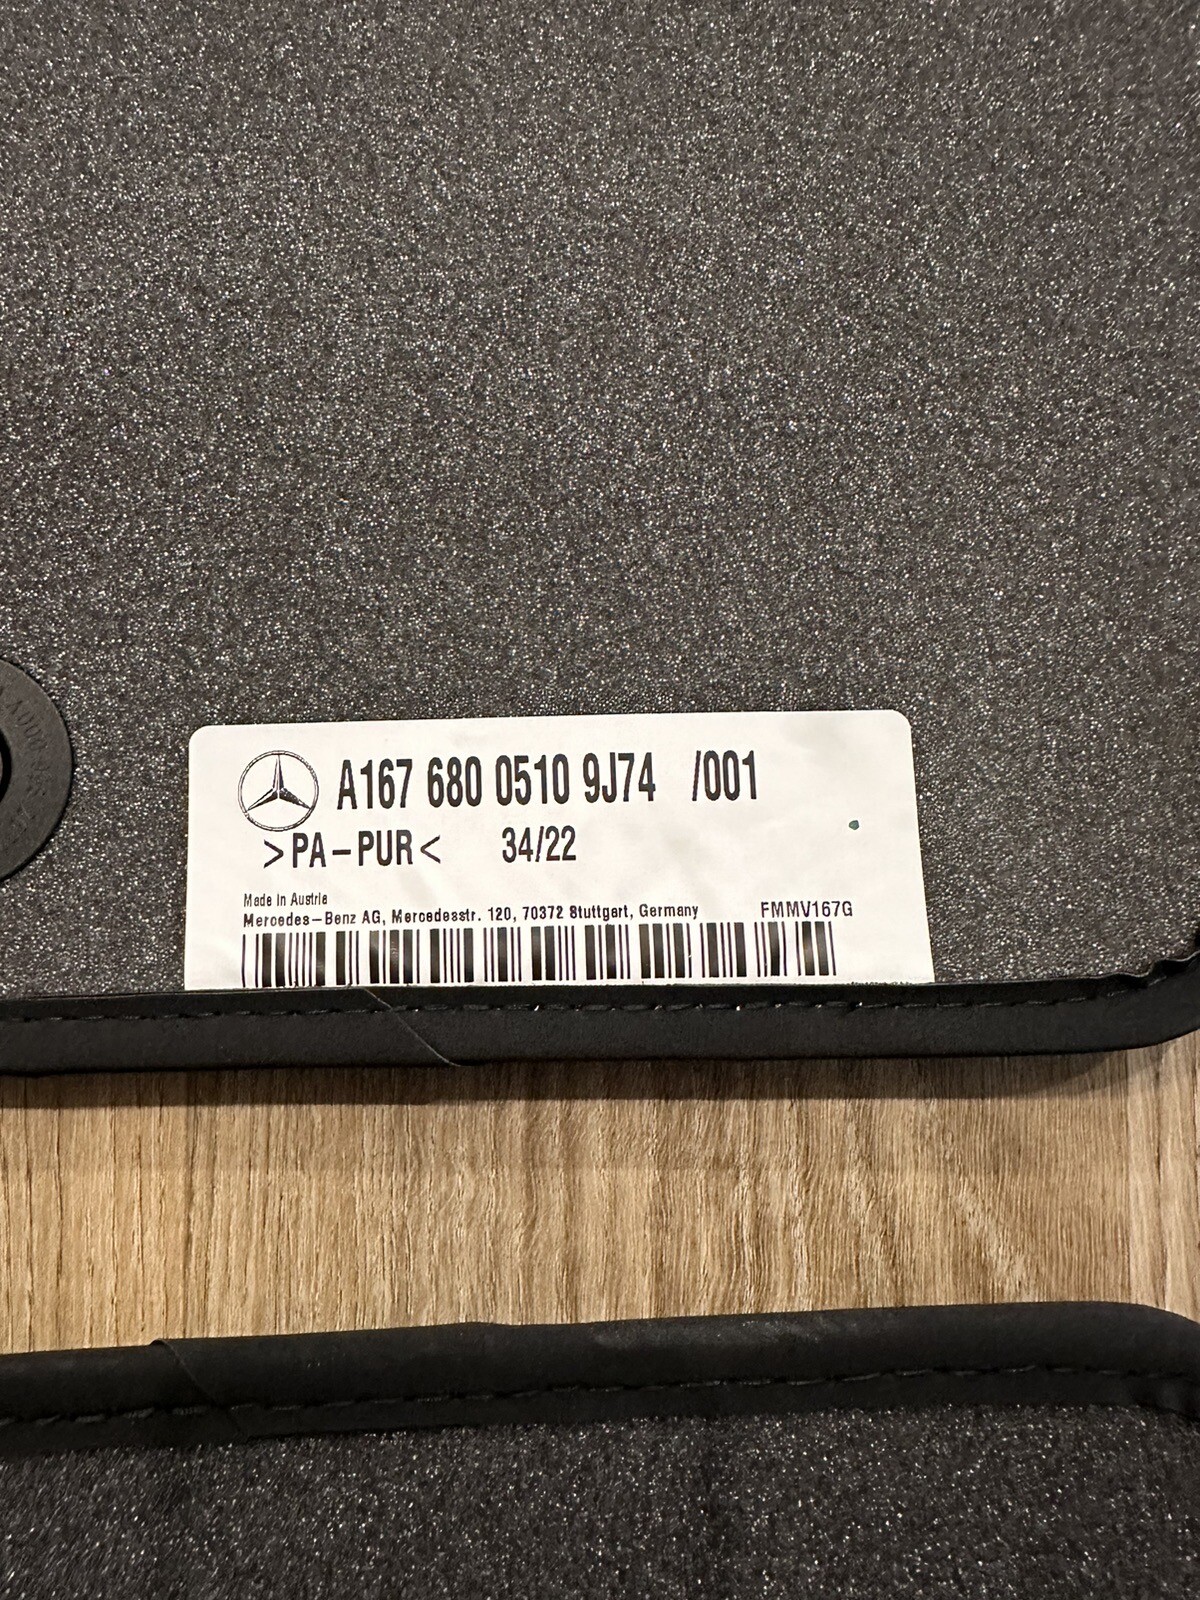 A167 680 0510 9J74 /001
>PA-PUR< 34/22
Made in Austria
Mercedes-Benz AG, Mercedesstr. 120, 70372 Stuttgart, Germany FMMV167G